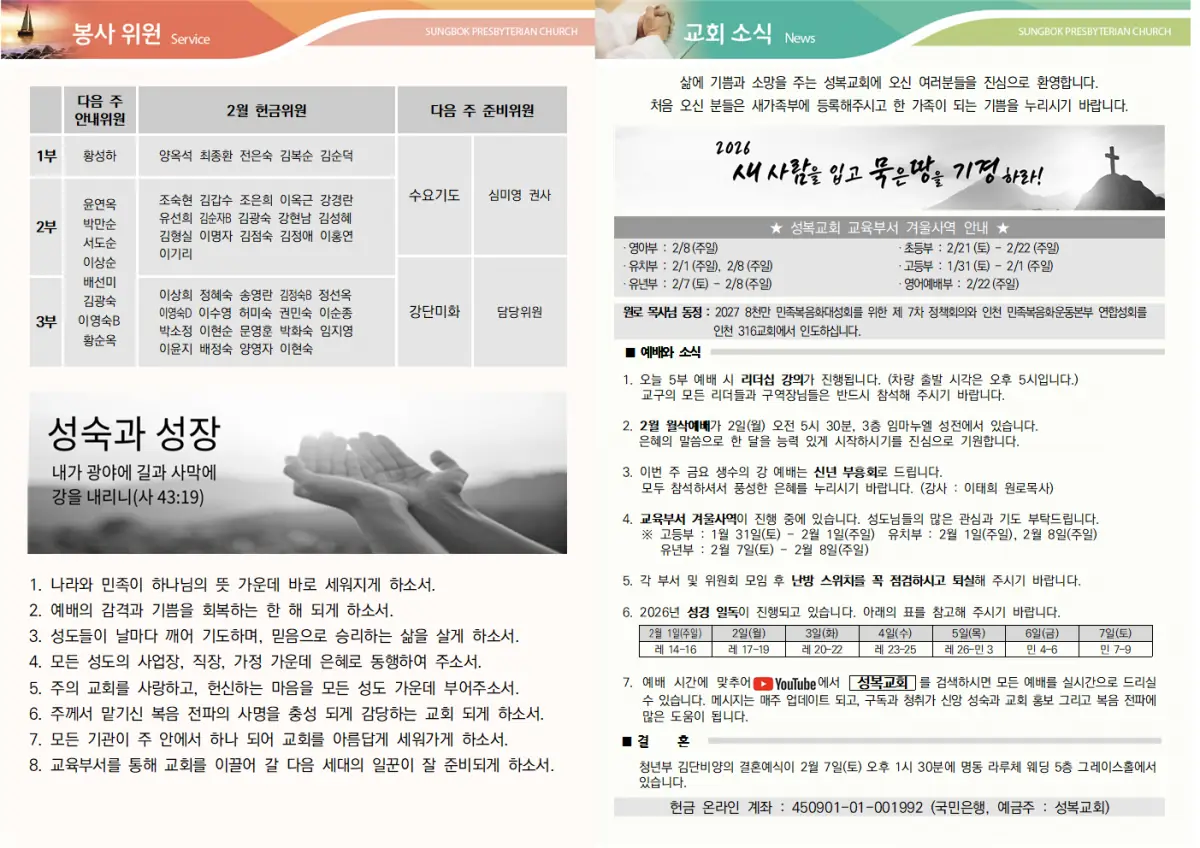 봉사 위원 Service
SUNGBOK PRESBYTERIAN CHURCH
다음 주
안내위원
2월 헌금위원
다음 주 준비위원
1부
황성하
양옥석 최종환 전은숙 김복순 김순덕
2부
3부
윤연옥
박만순
서도순
이상순
배선미
김광숙
이영숙B
황순옥
조숙현 김갑수 조은희 이옥근 강경란
유선희 김순자B 김광숙 강현남 김성혜
김형실 이명자 김점숙 김정애 이홍연
이기리
이상희 정혜숙 송영란 김정숙B 정선옥
이영숙D 이수영 허미숙 권민숙 이순종
박소정 이현순 문영훈 박화숙 임지영
이윤지 배정숙 양영자 이현숙
수요기도
심미영 권사
강단미화
담당위원
성숙과 성장
내가 광야에 길과 사막에
강을 내리니(사 43:19)
1. 나라와 민족이 하나님의 뜻 가운데 바로 세워지게 하소서.
2. 예배의 감격과 기쁨을 회복하는 한 해 되게 하소서.
3. 성도들이 날마다 깨어 기도하며, 믿음으로 승리하는 삶을 살게 하소서.
4. 모든 성도의 사업장, 직장, 가정 가운데 은혜로 동행하여 주소서.
5. 주의 교회를 사랑하고, 헌신하는 마음을 모든 성도 가운데 부어주소서.
6. 주께서 맡기신 복음 전파의 사명을 충성 되게 감당하는 교회 되게 하소서.
7. 모든 기관이 주 안에서 하나 되어 교회를 아름답게 세워가게 하소서.
8. 교육부서를 통해 교회를 이끌어 갈 다음 세대의 일꾼이 잘 준비되게 하소서.
교회 소식 News
SUNGBOK PRESBYTERIAN CHURCH
삶에 기쁨과 소망을 주는 성복교회에 오신 여러분들을 진심으로 환영합니다.
처음 오신 분들은 새가족부에 등록해주시고 한 가족이 되는 기쁨을 누리시기 바랍니다.
2026
새 사람을 입고 묵은땅을 기경하라!
★ 성복교회 교육부서 겨울사역 안내 ★
· 영아부 : 2/8(주일)
· 유치부 : 2/1(주일), 2/8(주일)
· 유년부 : 2/7(토) - 2/8(주일)
· 초등부 : 2/21(토) - 2/22(주일)
· 고등부 : 1/31(토) - 2/1(주일)
· 영어예배부 : 2/22(주일)
원로 목사님 동정 : 2027 8천만 민족복음화대성회를 위한 제 7차 정책회의와 인천 민족복음화운동본부 연합성회를
인천 316교회에서 인도하십니다.
■ 예배와 소식
1. 오늘 5부 예배 시 리더십 강의가 진행됩니다. (차량 출발 시각은 오후 5시입니다.)
교구의 모든 리더들과 구역장님들은 반드시 참석해 주시기 바랍니다.
2. 2월 월삭예배가 2일(월) 오전 5시 30분, 3층 임마누엘 성전에서 있습니다.
은혜의 말씀으로 한 달을 능력 있게 시작하시기를 진심으로 기원합니다.
3. 이번 주 금요 생수의 강 예배는 신년 부흥회로 드립니다.
모두 참석하셔서 풍성한 은혜를 누리시기 바랍니다. (강사 : 이태희 원로목사)
4. 교육부서 겨울사역이 진행 중에 있습니다. 성도님들의 많은 관심과 기도 부탁드립니다.
※ 고등부 : 1월 31일(토) - 2월 1일(주일) 유치부 : 2월 1일(주일), 2월 8일(주일)
유년부 : 2월 7일(토) - 2월 8일(주일)
5. 각 부서 및 위원회 모임 후 난방 스위치를 꼭 점검하시고 퇴실해 주시기 바랍니다.
6. 2026년 성경 일독이 진행되고 있습니다. 아래의 표를 참고해 주시기 바랍니다.
2월 1일(주일) 2일(월) 3일(화) 4일(수) 5일(목) 6일(금) 7일(토)
레 14-16 레 17-19 레 20-22 레 23-25 레 26-민 3 민 4-6 민 7-9
7. 예배 시간에 맞추어 YouTube 에서 성복교회 를 검색하시면 모든 예배를 실시간으로 드리실
수 있습니다. 메시지는 매주 업데이트 되고, 구독과 청취가 신앙 성숙과 교회 홍보 그리고 복음 전파에
많은 도움이 됩니다.
■ 결 혼
청년부 김단비양의 결혼예식이 2월 7일(토) 오후 1시 30분에 명동 라루체 웨딩 5층 그레이스홀에서
있습니다.
헌금 온라인 계좌 : 450901-01-001992 (국민은행, 예금주 : 성복교회)